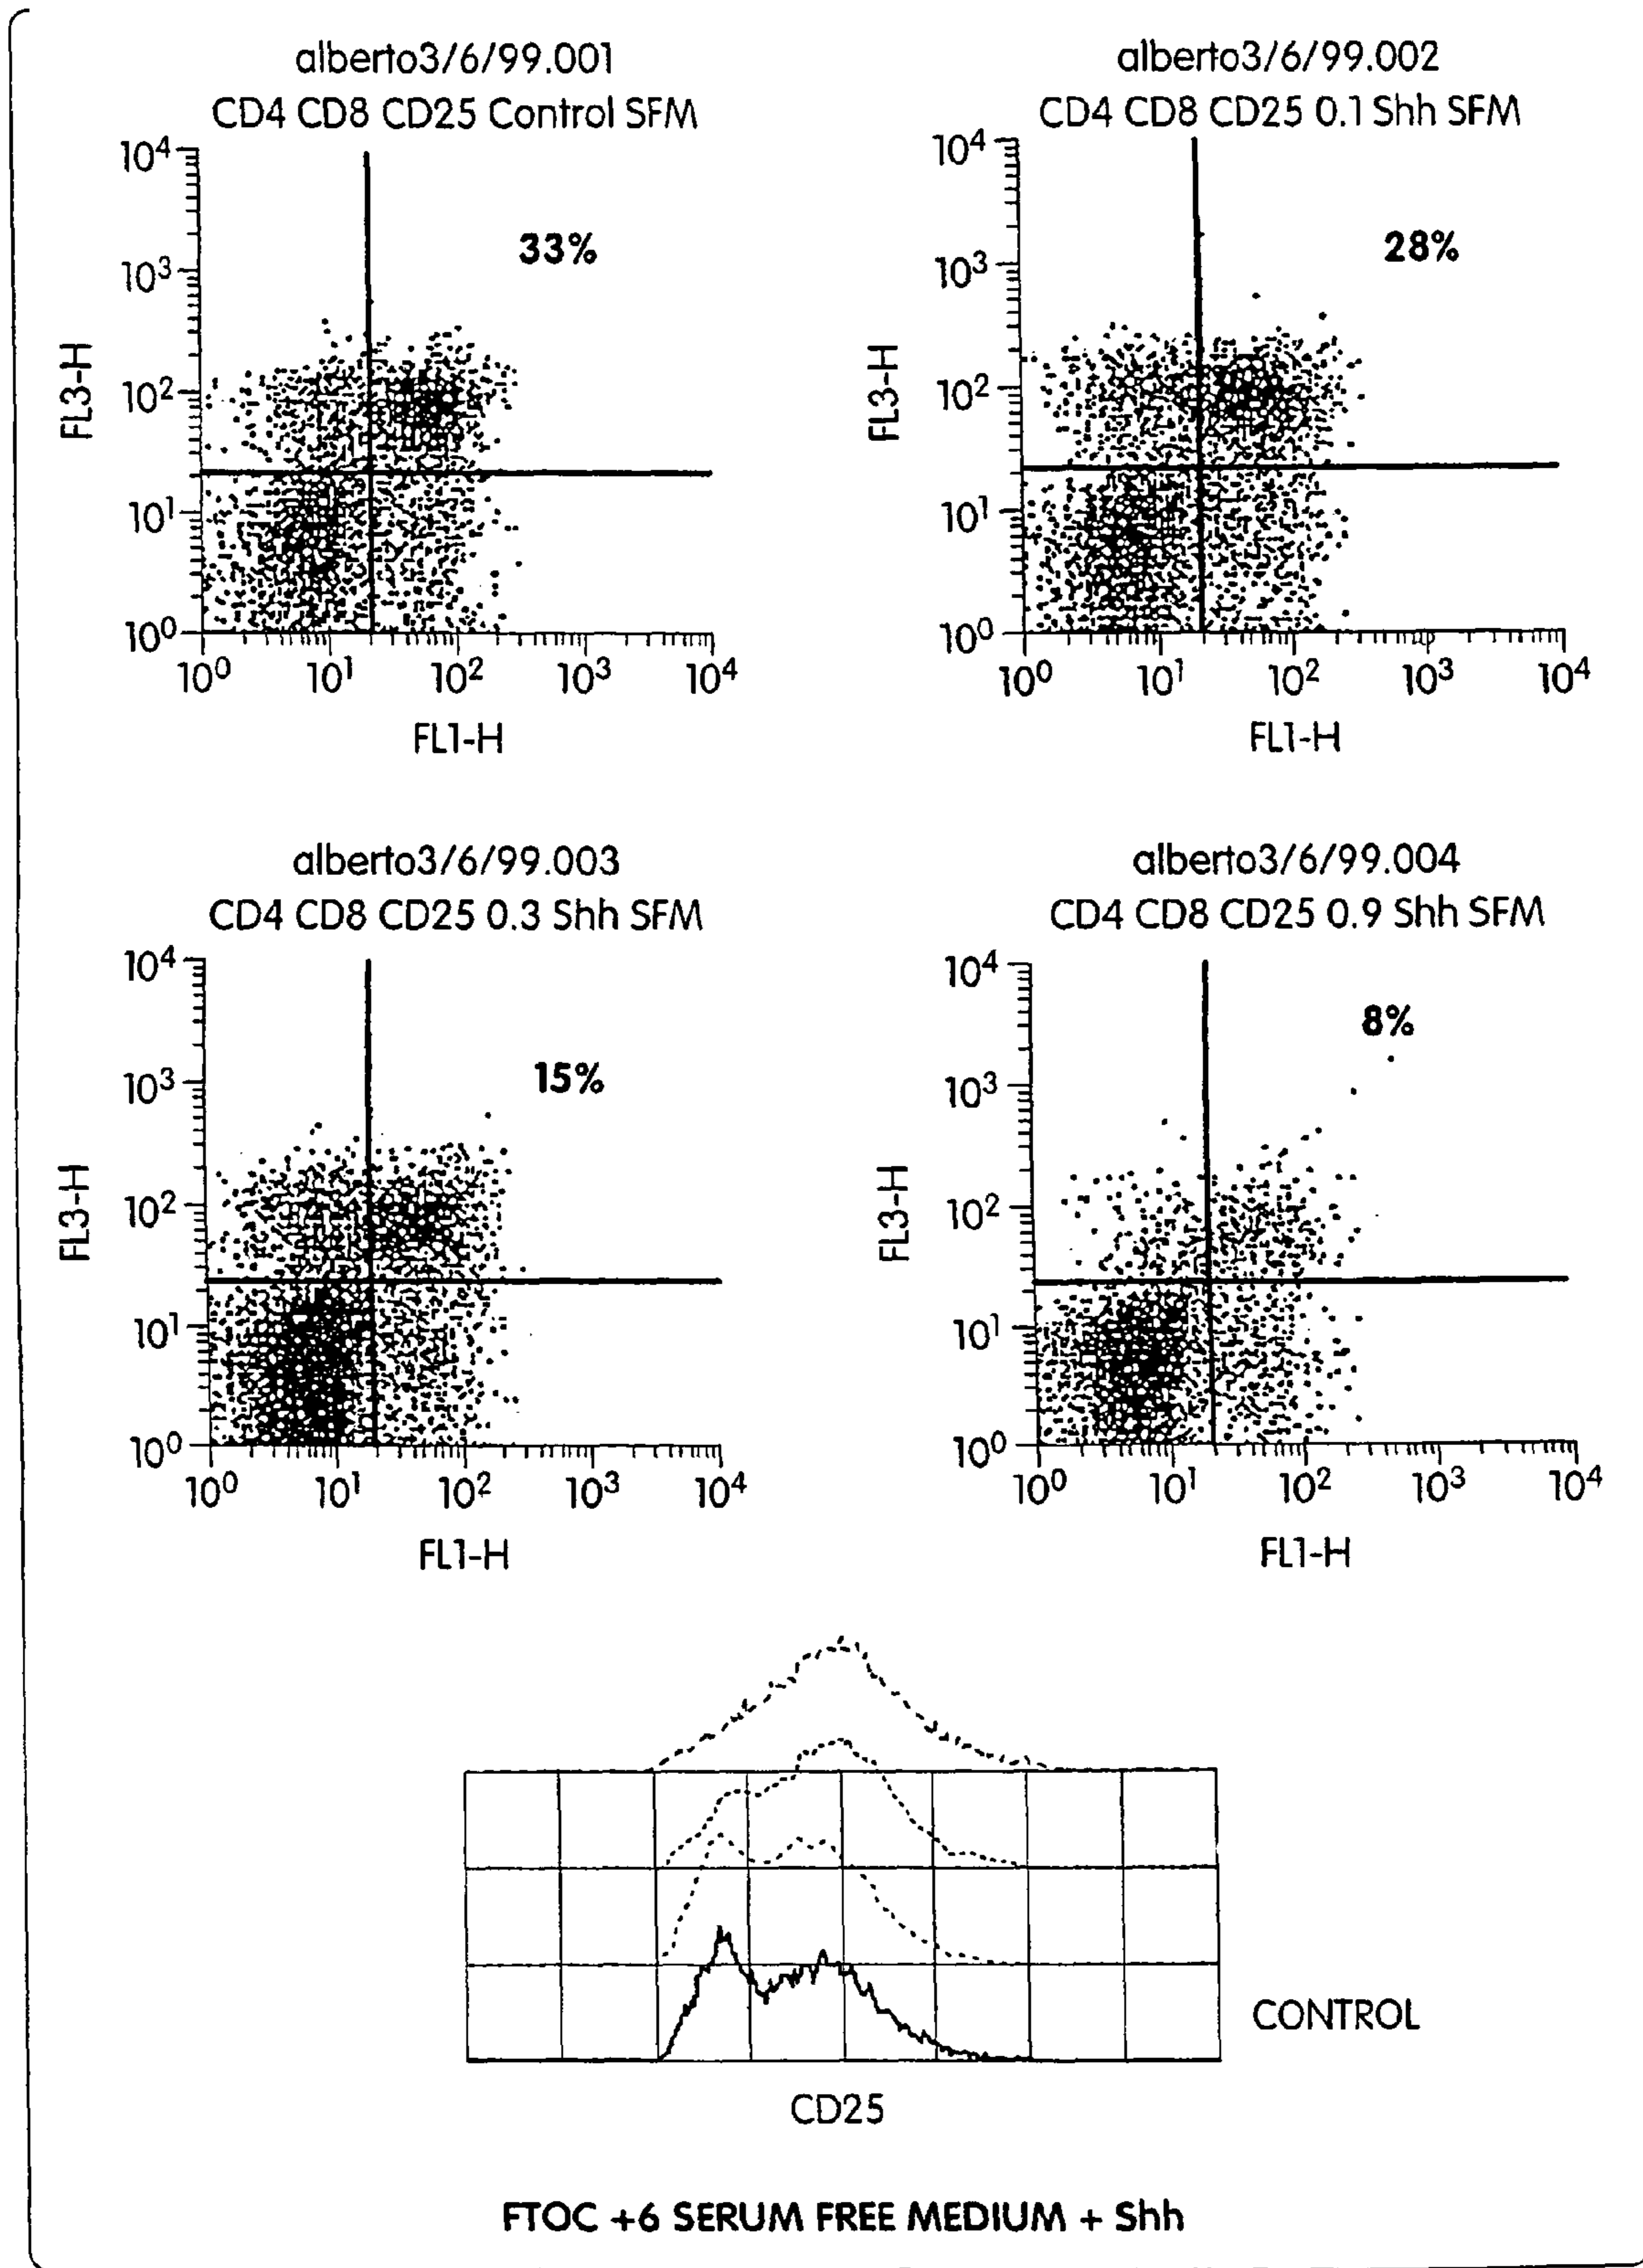 alberto3/6/99.001
CD4 CD8 CD25 Control SFM
10⁴
10³
10²
10¹
10⁰
FL3-H
33%
10⁰ 10¹ 10² 10³ 10⁴
FL1-H
alberto3/6/99.002
CD4 CD8 CD25 0.1 Shh SFM
10⁴
10³
10²
10¹
10⁰
FL3-H
28%
10⁰ 10¹ 10² 10³ 10⁴
FL1-H
alberto3/6/99.003
CD4 CD8 CD25 0.3 Shh SFM
10⁴
10³
10²
10¹
10⁰
FL3-H
15%
10⁰ 10¹ 10² 10³ 10⁴
FL1-H
alberto3/6/99.004
CD4 CD8 CD25 0.9 Shh SFM
10⁴
10³
10²
10¹
10⁰
FL3-H
8%
10⁰ 10¹ 10² 10³ 10⁴
FL1-H
CONTROL
CD25
FTOC +6 SERUM FREE MEDIUM + Shh